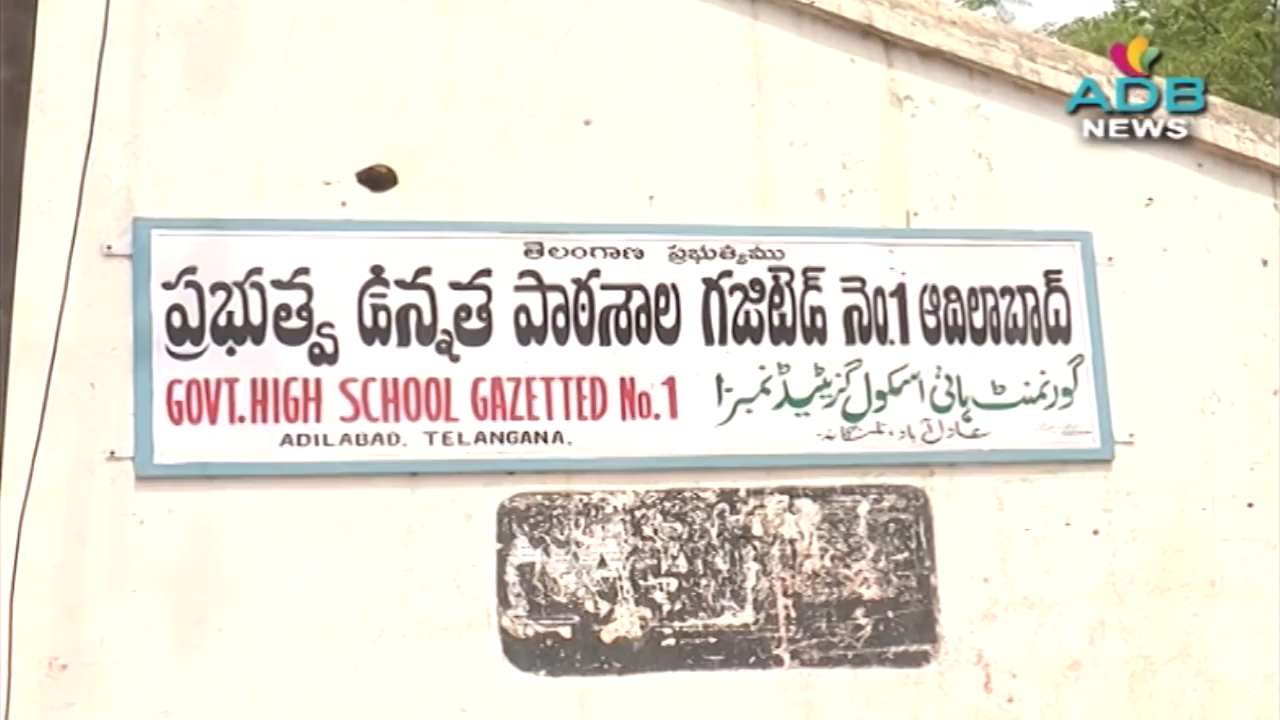 ADB
NEWS
తెలంగాణ ప్రభుత్వము
ప్రభుత్వ ఉన్నత పాఠశాల గజిటెడ్ నెం.1 ఆదిలాబాద్
GOVT.HIGH SCHOOL GAZETTED No.1
گورنمنٹ ہائی اسکول گزیٹیڈ نمبر ۱
ADILABAD. TELANGANA.
عادل آباد، تلنگانہ